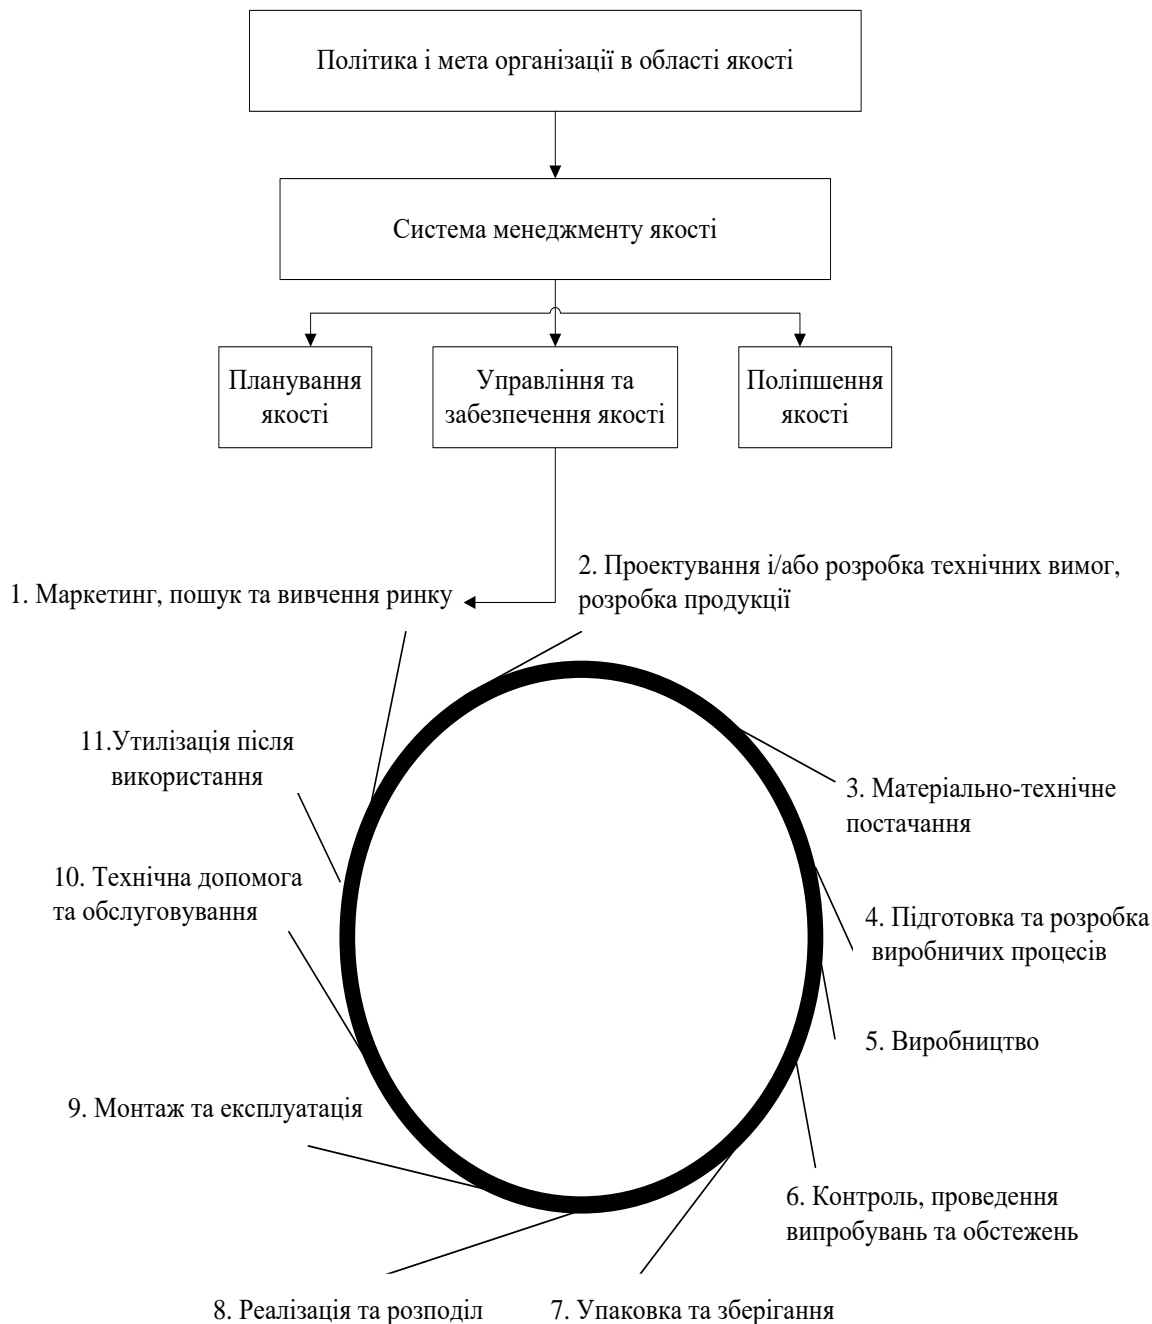 Політика і мета організації в області якості
Система менеджменту якості
Планування
якості
Управління та
забезпечення якості
Поліпшення
якості
1. Маркетинг, пошук та вивчення ринку
2. Проектування і/або розробка технічних вимог,
розробка продукції
3. Матеріально-технічне
постачання
4. Підготовка та розробка
виробничих процесів
5. Виробництво
6. Контроль, проведення
випробувань та обстежень
7. Упаковка та зберігання
8. Реалізація та розподіл
9. Монтаж та експлуатація
10. Технічна допомога
та обслуговування
11.Утилізація після
використання